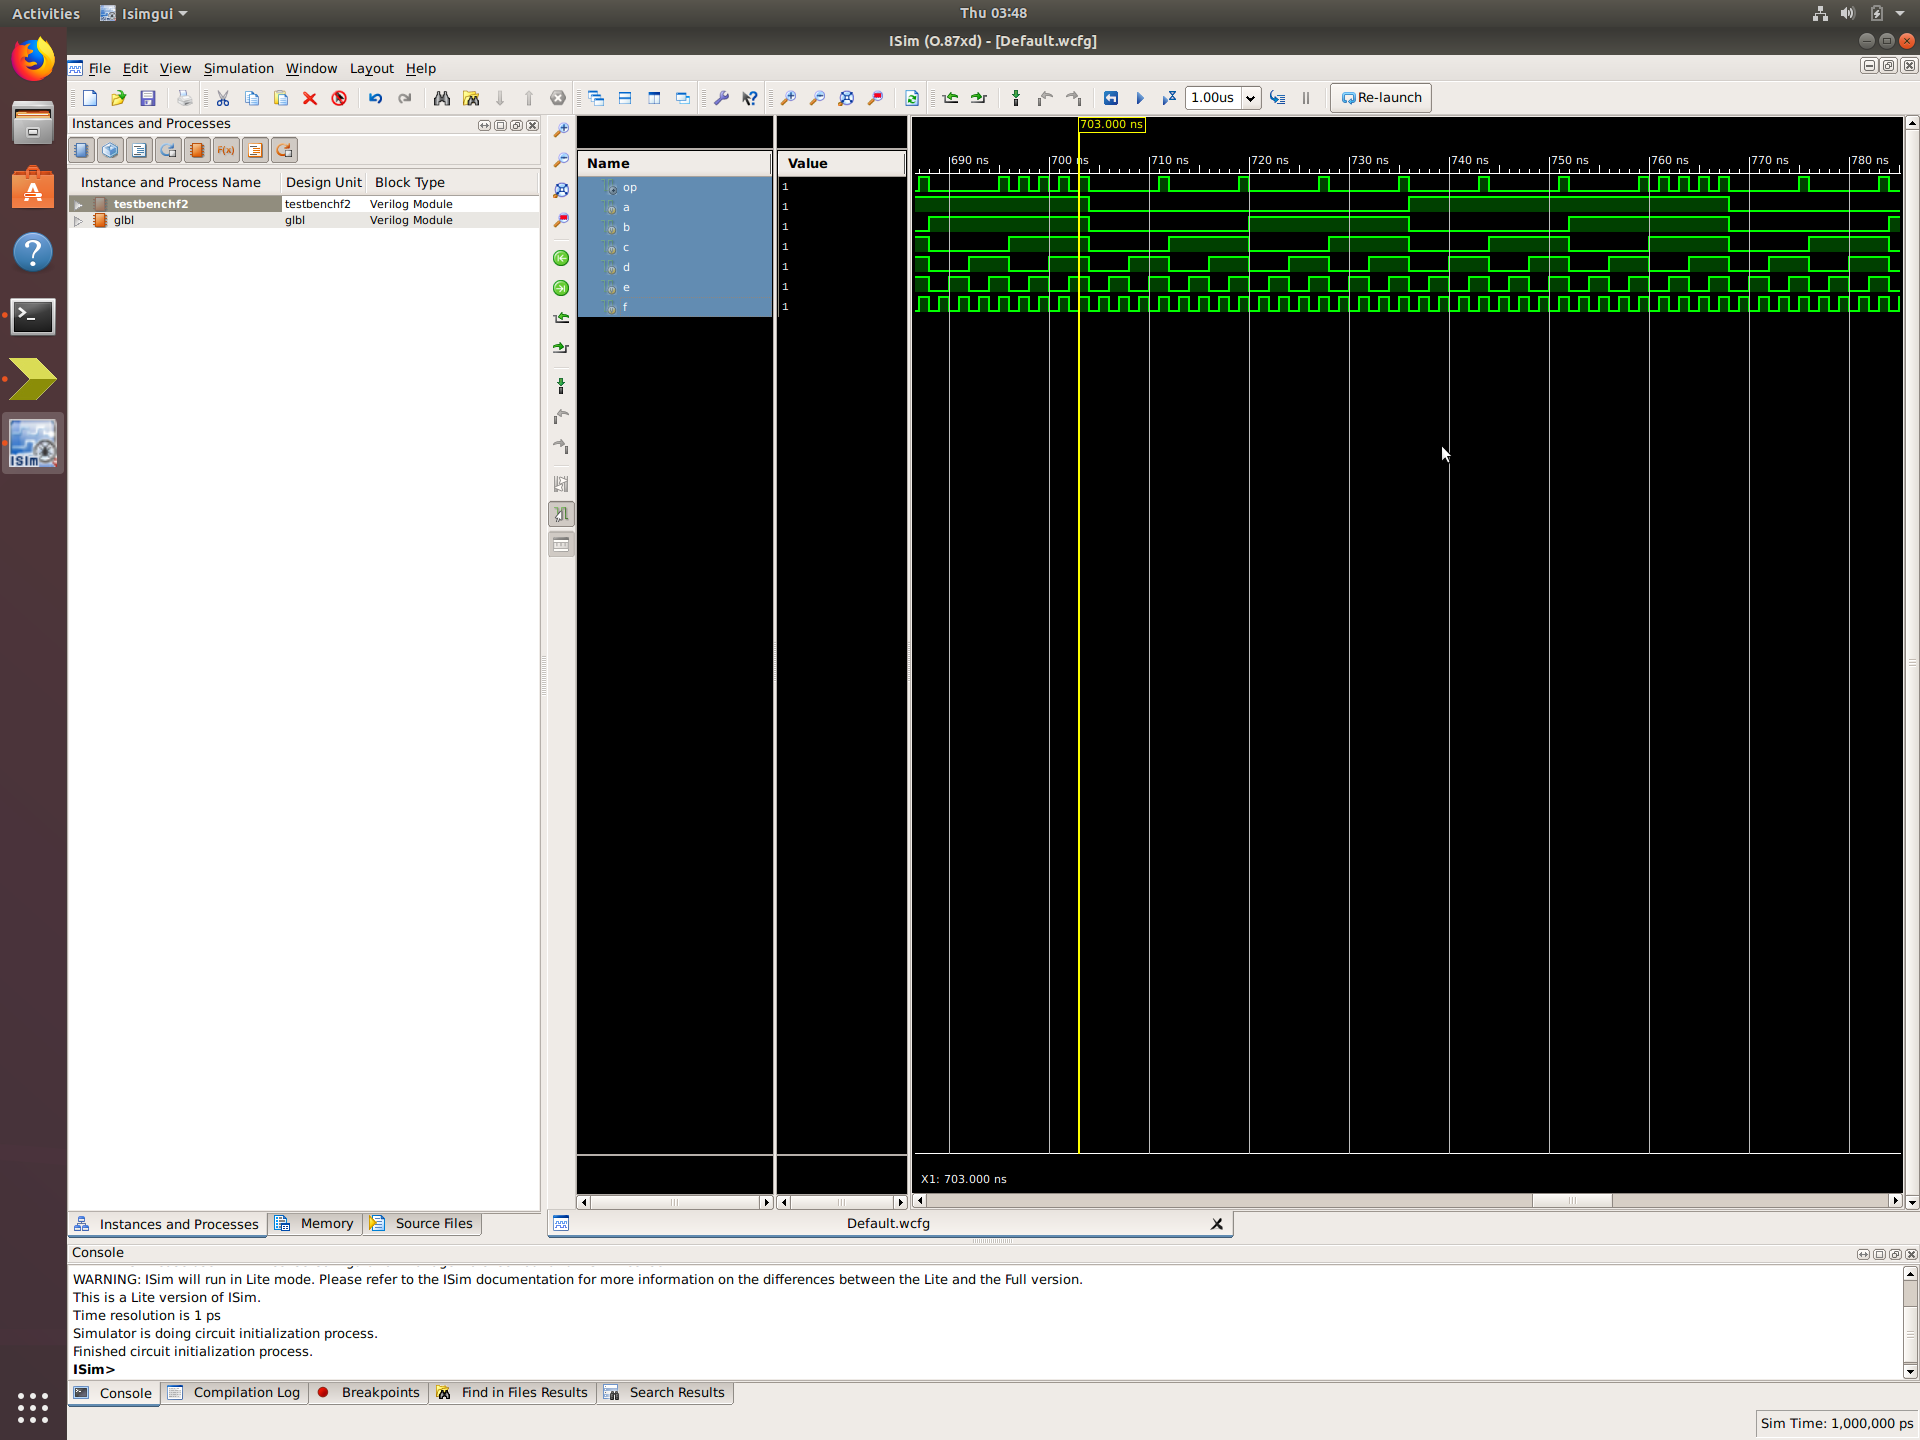 Activities Isimgui Thu 03:48
ISim (O.87xd) - [Default.wcfg]
File Edit View Simulation Window Layout Help
1.00us Re-launch
Instances and Processes
F(x)
Instance and Process Name Design Unit Block Type
testbenchf2 testbenchf2 Verilog Module
glbl glbl Verilog Module
Name Value
op 1
a 1
b 1
c 1
d 1
e 1
f 1
703.000 ns
690 ns 700 ns 710 ns 720 ns 730 ns 740 ns 750 ns 760 ns 770 ns 780 ns
X1: 703.000 ns
ISim
Instances and Processes Memory Source Files
Default.wcfg
Console
WARNING: ISim will run in Lite mode. Please refer to the ISim documentation for more information on the differences between the Lite and the Full version.
This is a Lite version of ISim.
Time resolution is 1 ps
Simulator is doing circuit initialization process.
Finished circuit initialization process.
ISim>
Console Compilation Log Breakpoints Find in Files Results Search Results
Sim Time: 1,000,000 ps